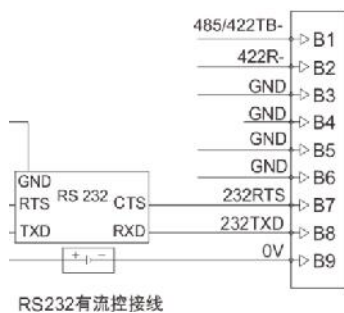 485/422TB- B1
422R- B2
GND B3
GND B4
GND B5
GND B6
GND
RS 232
RTS CTS 232RTS B7
TXD RXD 232TXD B8
+ - 0V B9
RS232有流控接线